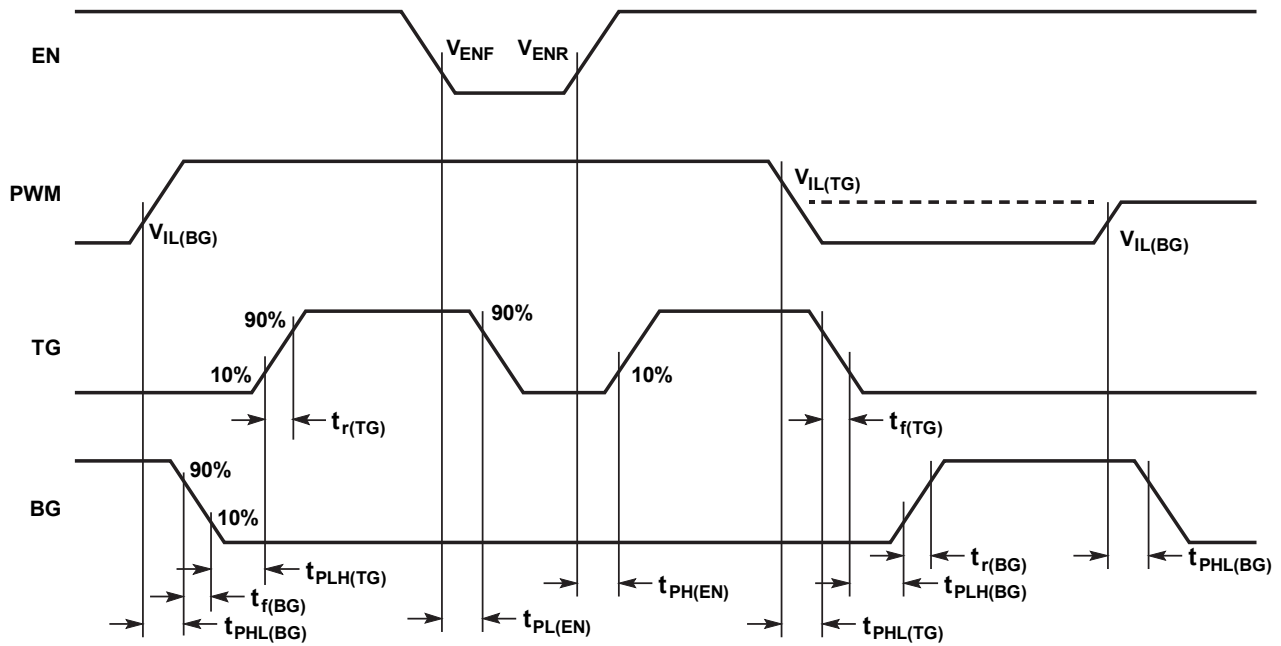 EN
V_ENF
V_ENR
PWM
V_IL(BG)
V_IL(TG)
V_IL(BG)
TG
90%
10%
90%
10%
t_r(TG)
t_f(TG)
BG
90%
10%
t_PLH(TG)
t_f(BG)
t_PHL(BG)
t_PL(EN)
t_PH(EN)
t_PHL(TG)
t_r(BG)
t_PLH(BG)
t_PHL(BG)